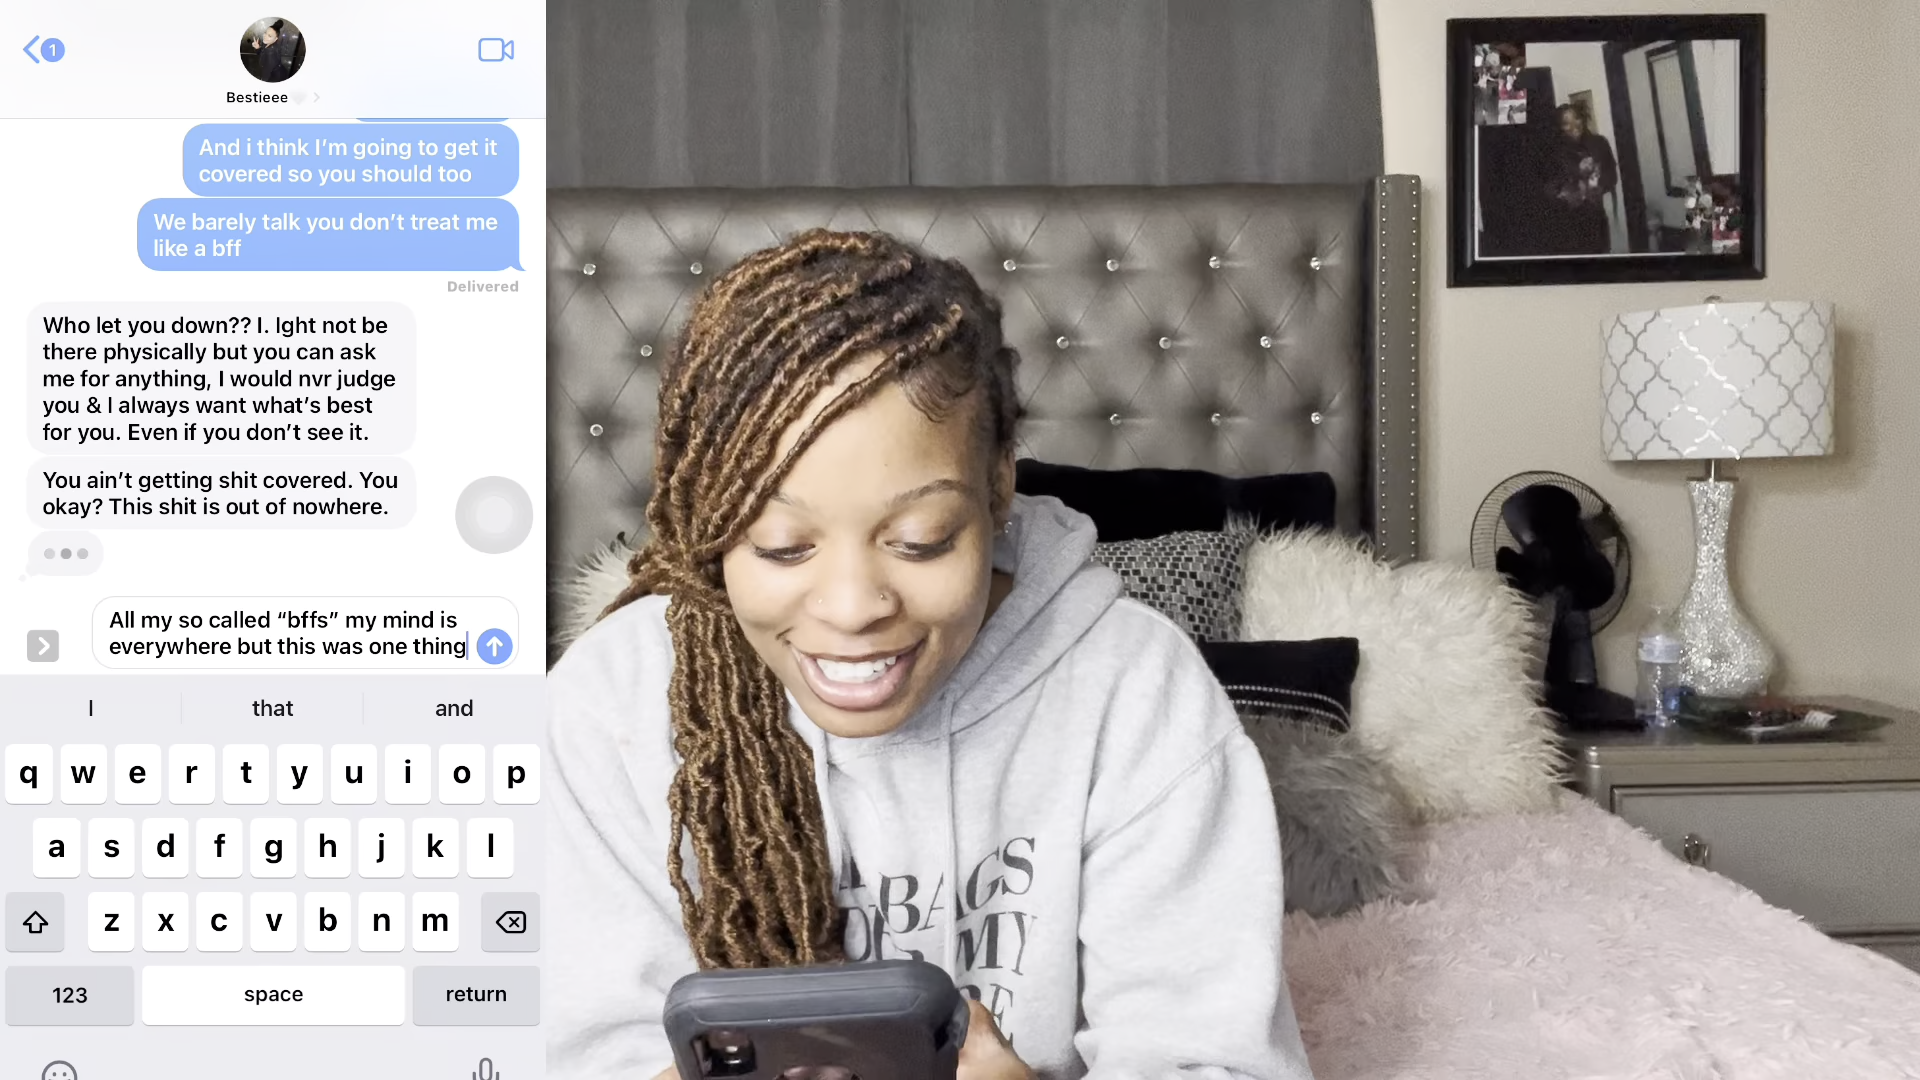 1
Bestieee
And i think I'm going to get it
covered so you should too
We barely talk you don't treat me
like a bff
Delivered
Who let you down?? I. Ight not be
there physically but you can ask
me for anything, I would nvr judge
you & I always want what's best
for you. Even if you don't see it.
You ain't getting shit covered. You
okay? This shit is out of nowhere.
All my so called “bffs” my mind is
everywhere but this was one thing
I that and
q w e r t y u i o p
a s d f g h j k l
z x c v b n m
123 space return
BAGS
MY